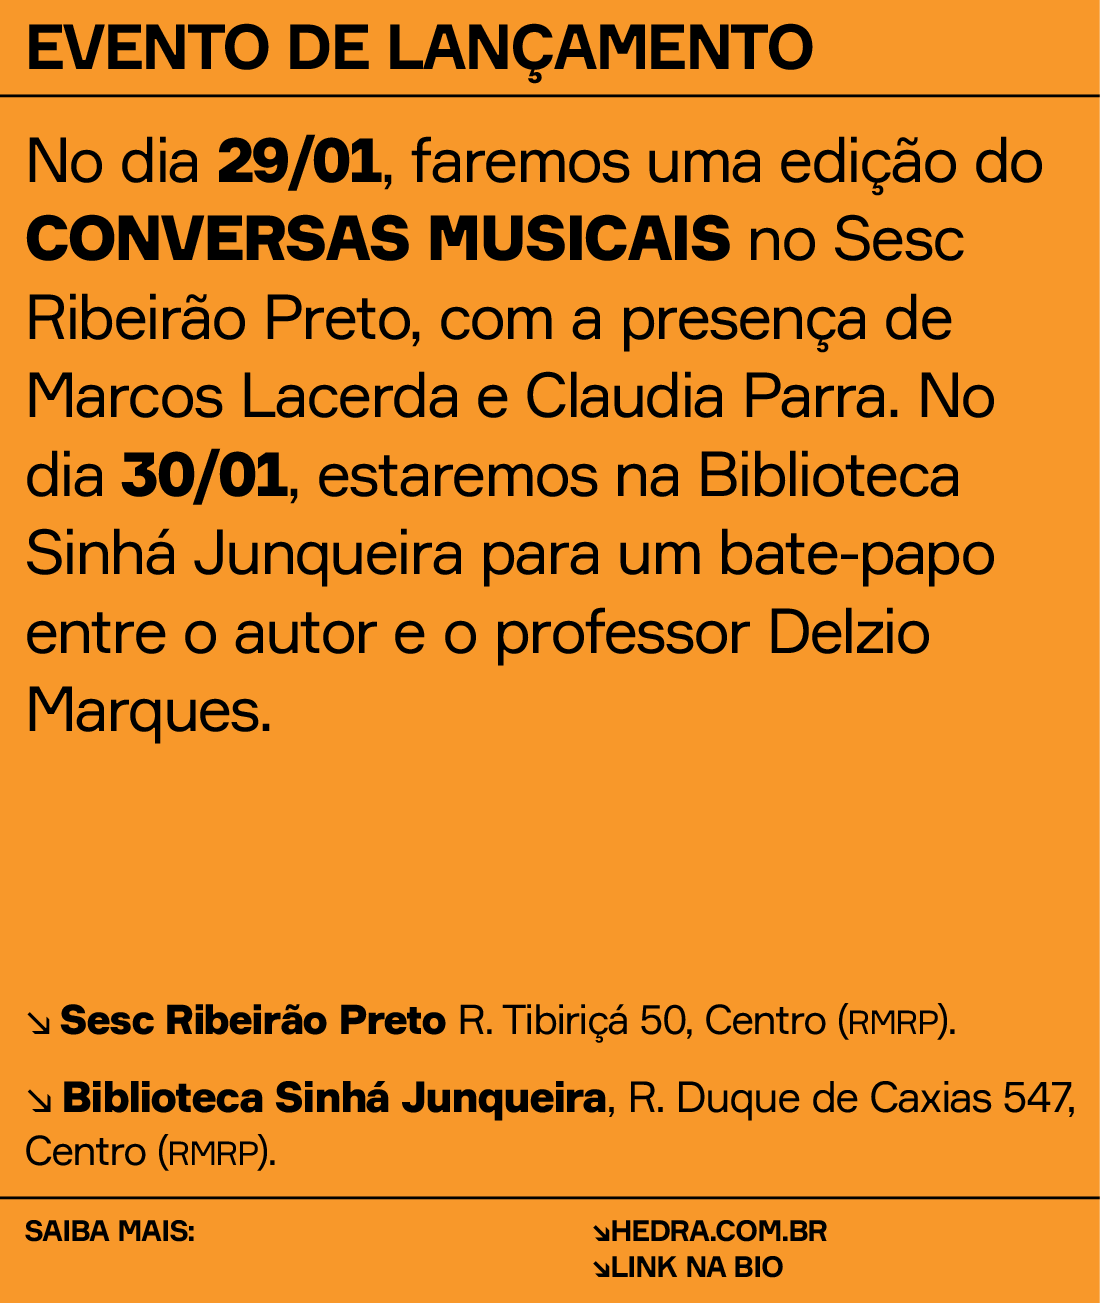 EVENTO DE LANÇAMENTO
No dia 29/01, faremos uma edição do
CONVERSAS MUSICAIS no Sesc
Ribeirão Preto, com a presença de
Marcos Lacerda e Claudia Parra. No
dia 30/01, estaremos na Biblioteca
Sinhá Junqueira para um bate-papo
entre o autor e o professor Delzio
Marques.
↘ Sesc Ribeirão Preto R. Tibiriçá 50, Centro (RMRP).
↘ Biblioteca Sinhá Junqueira, R. Duque de Caxias 547,
Centro (RMRP).
SAIBA MAIS:
↘HEDRA.COM.BR
↘LINK NA BIO